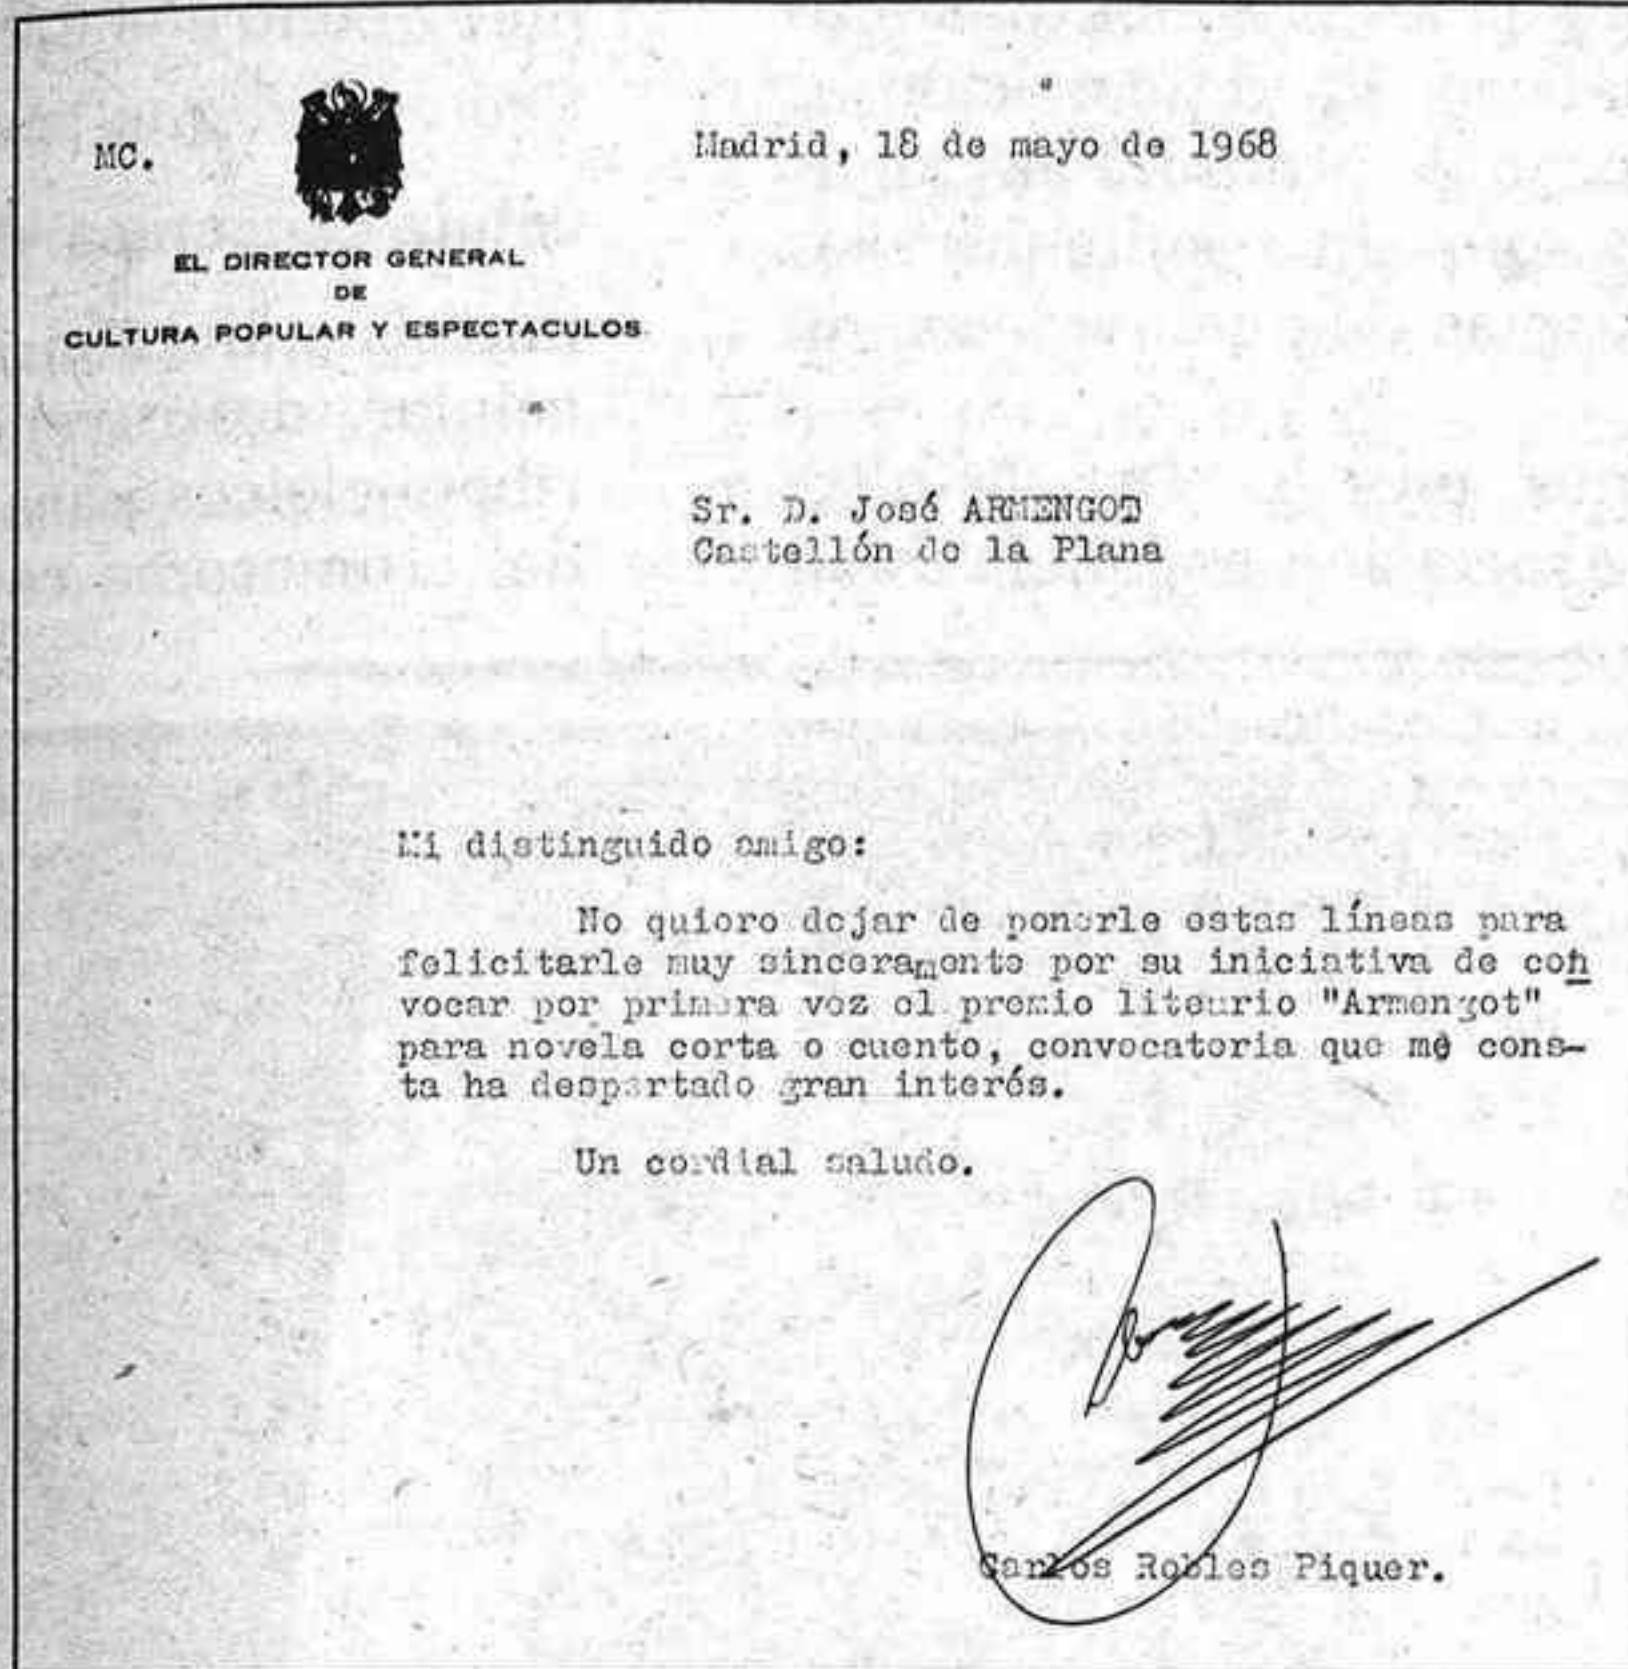 MC.
Madrid, 18 de mayo de 1968
EL DIRECTOR GENERAL
DE
CULTURA POPULAR Y ESPECTACULOS
Sr. D. José ARMENGOT
Castellón de la Plana
Mi distinguido amigo:
No quiero dejar de ponerle estas líneas para
felicitarle muy sinceramente por su iniciativa de con
vocar por primera vez el premio literario "Armengot"
para novela corta o cuento, convocatoria que me cons-
ta ha despertado gran interés.
Un cordial saludo.
Carlos Robles Piquer.